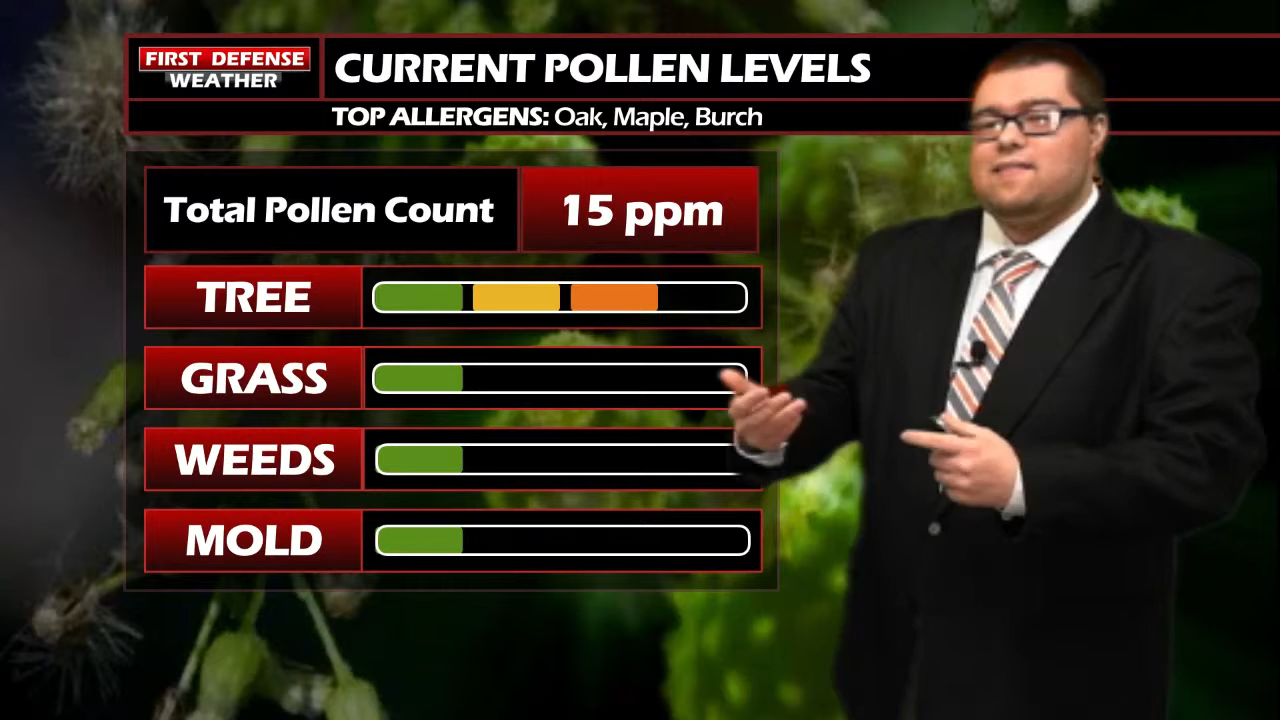 FIRST DEFENSE
WEATHER
CURRENT POLLEN LEVELS
TOP ALLERGENS: Oak, Maple, Burch
Total Pollen Count
15 ppm
TREE
GRASS
WEEDS
MOLD